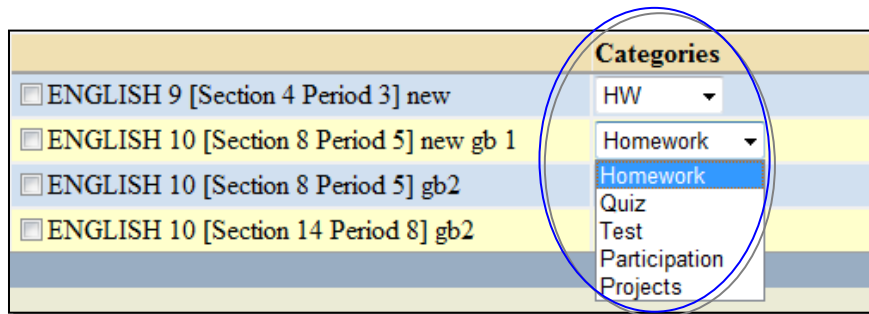 Categories
ENGLISH 9 [Section 4 Period 3] new HW
ENGLISH 10 [Section 8 Period 5] new gb 1 Homework
Homework
ENGLISH 10 [Section 8 Period 5] gb2
Quiz
ENGLISH 10 [Section 14 Period 8] gb2 Test
Participation
Projects